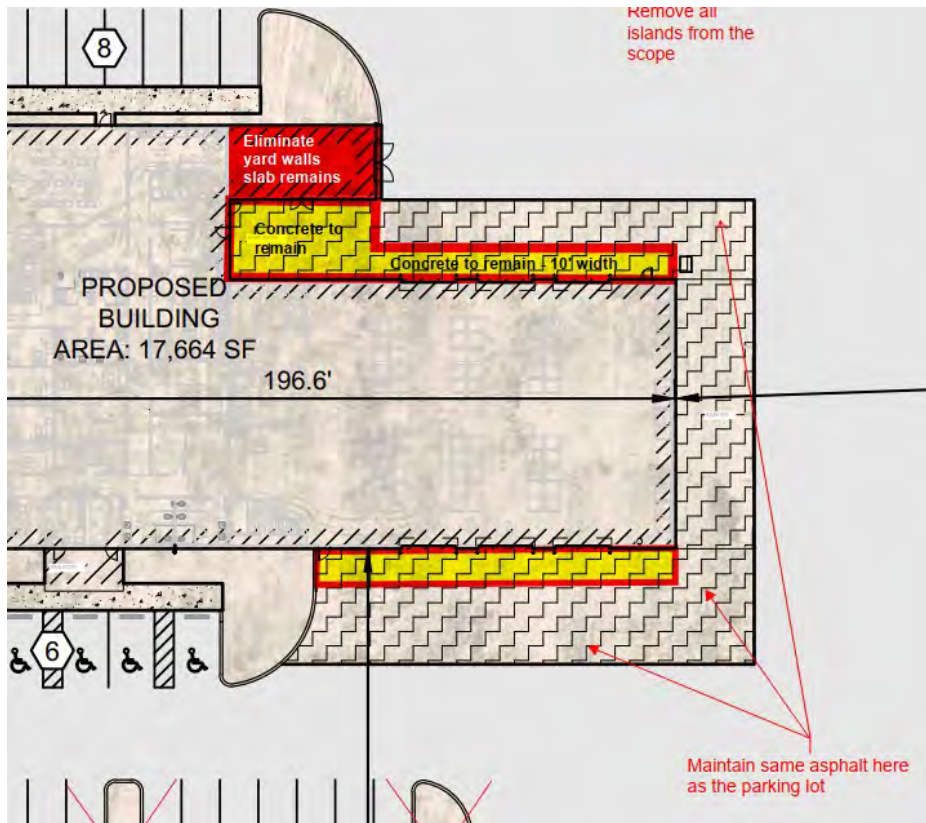 Remove all
islands from the
scope
8
Eliminate
yard walls
slab remains
Concrete to
remain
Concrete to remain - 10' width
PROPOSED
BUILDING
AREA: 17,664 SF
196.6'
6
Maintain same asphalt here
as the parking lot